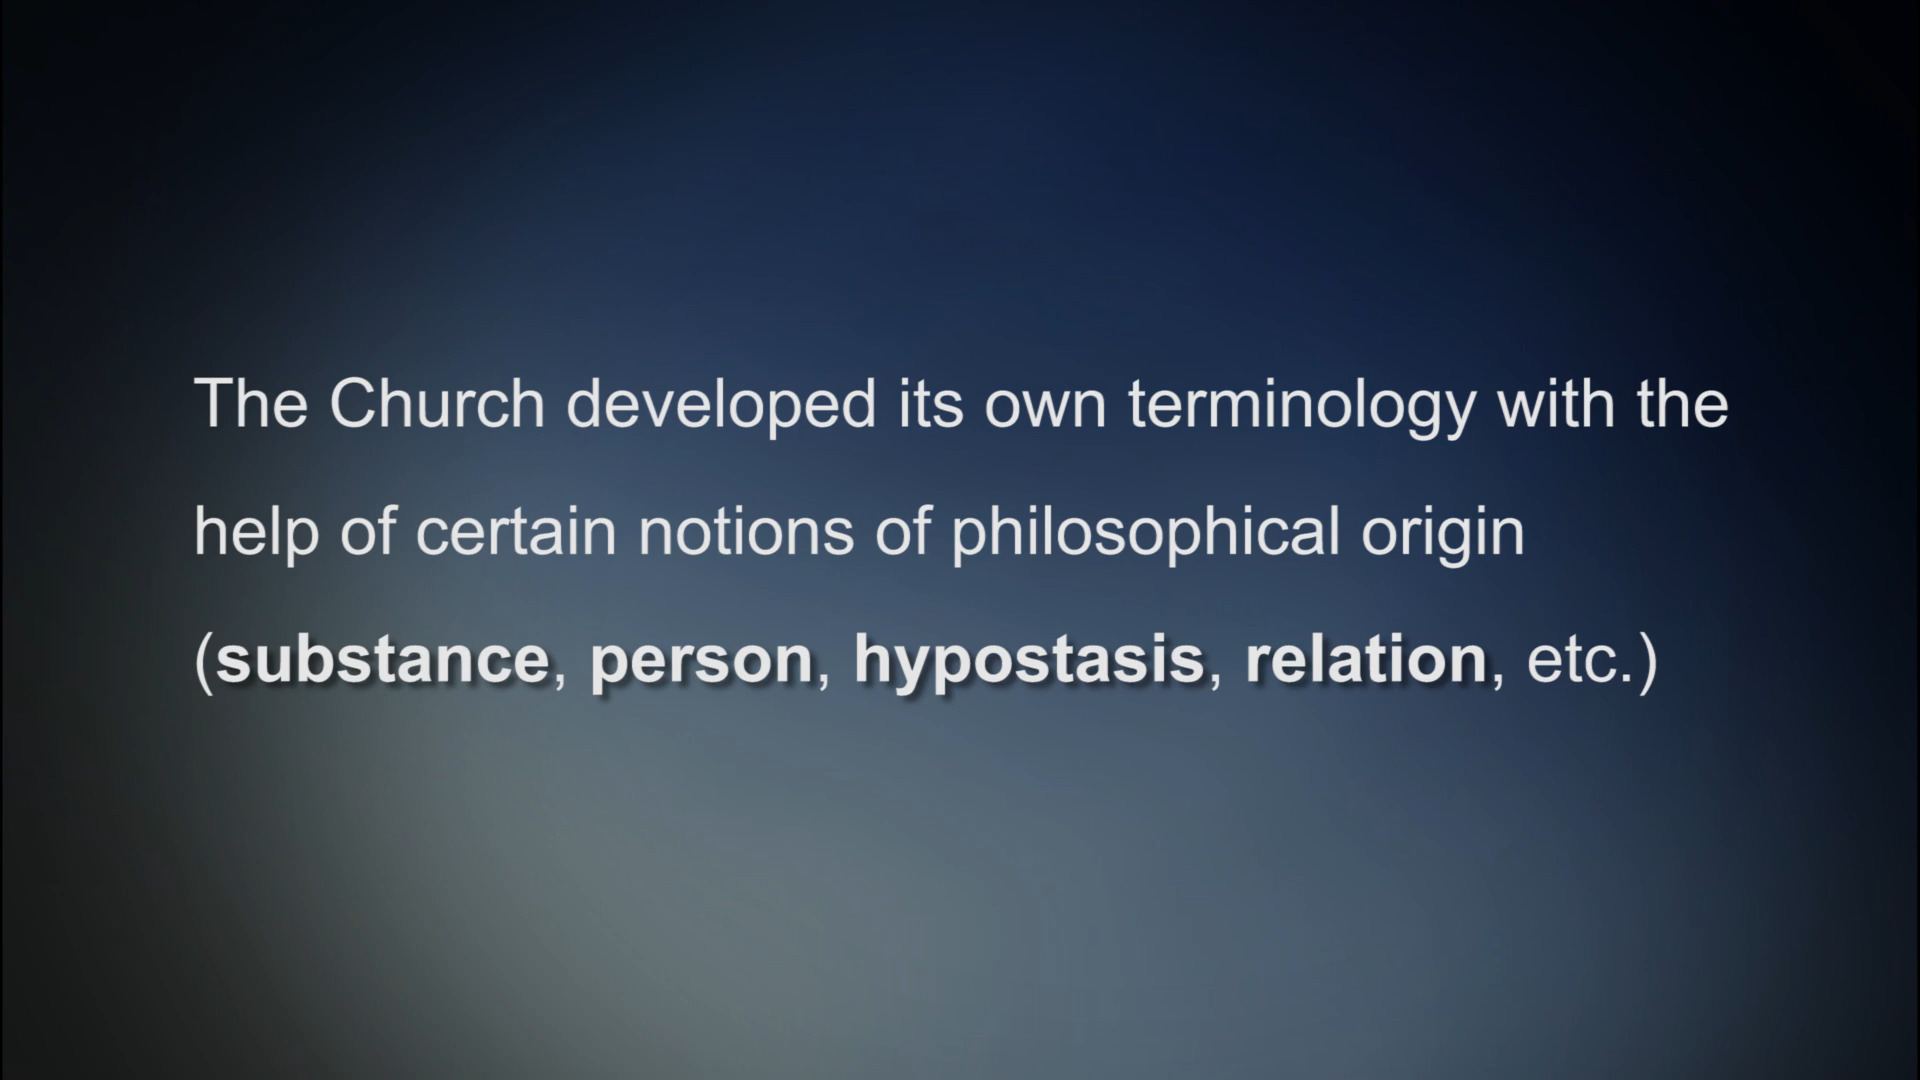 The Church developed its own terminology with the
help of certain notions of philosophical origin
(substance, person, hypostasis, relation, etc.)